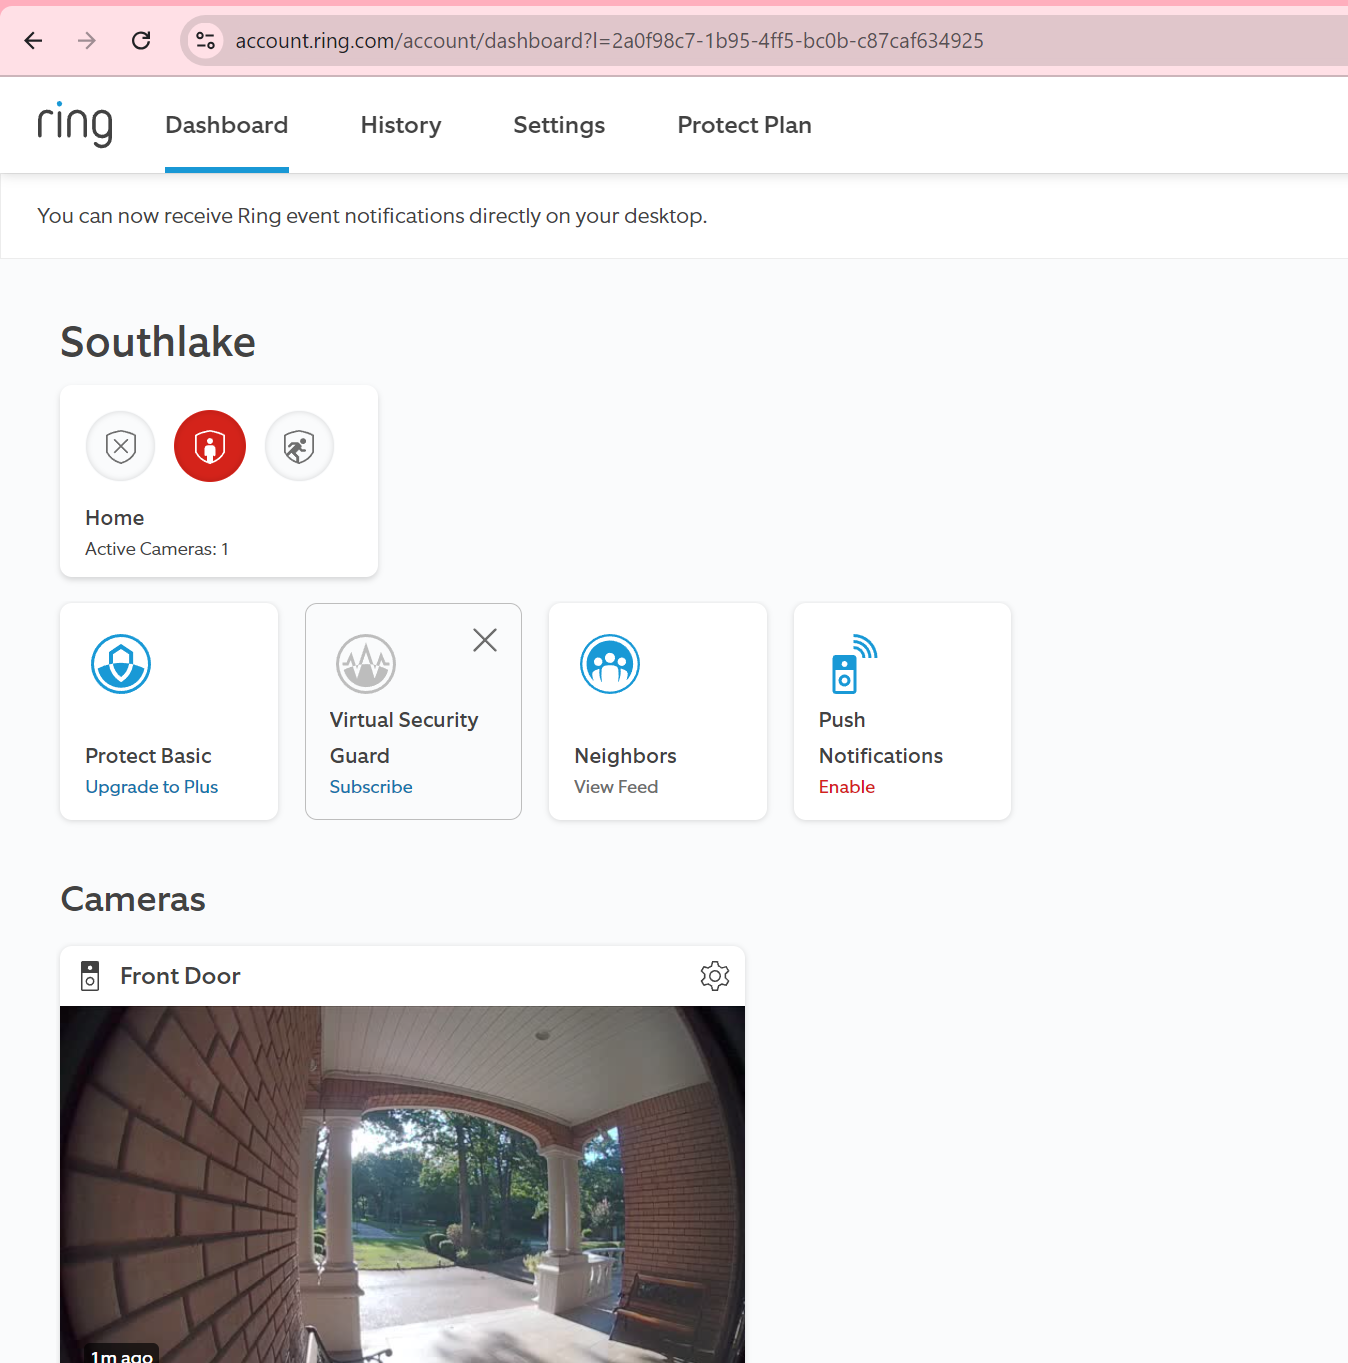 account.ring.com/account/dashboard?l=2a0f98c7-1b95-4ff5-bc0b-c87caf634925
ring Dashboard History Settings Protect Plan
You can now receive Ring event notifications directly on your desktop.
Southlake
Home
Active Cameras: 1
Protect Basic
Upgrade to Plus
Virtual Security
Guard
Subscribe
Neighbors
View Feed
Push
Notifications
Enable
Cameras
Front Door
1m ago